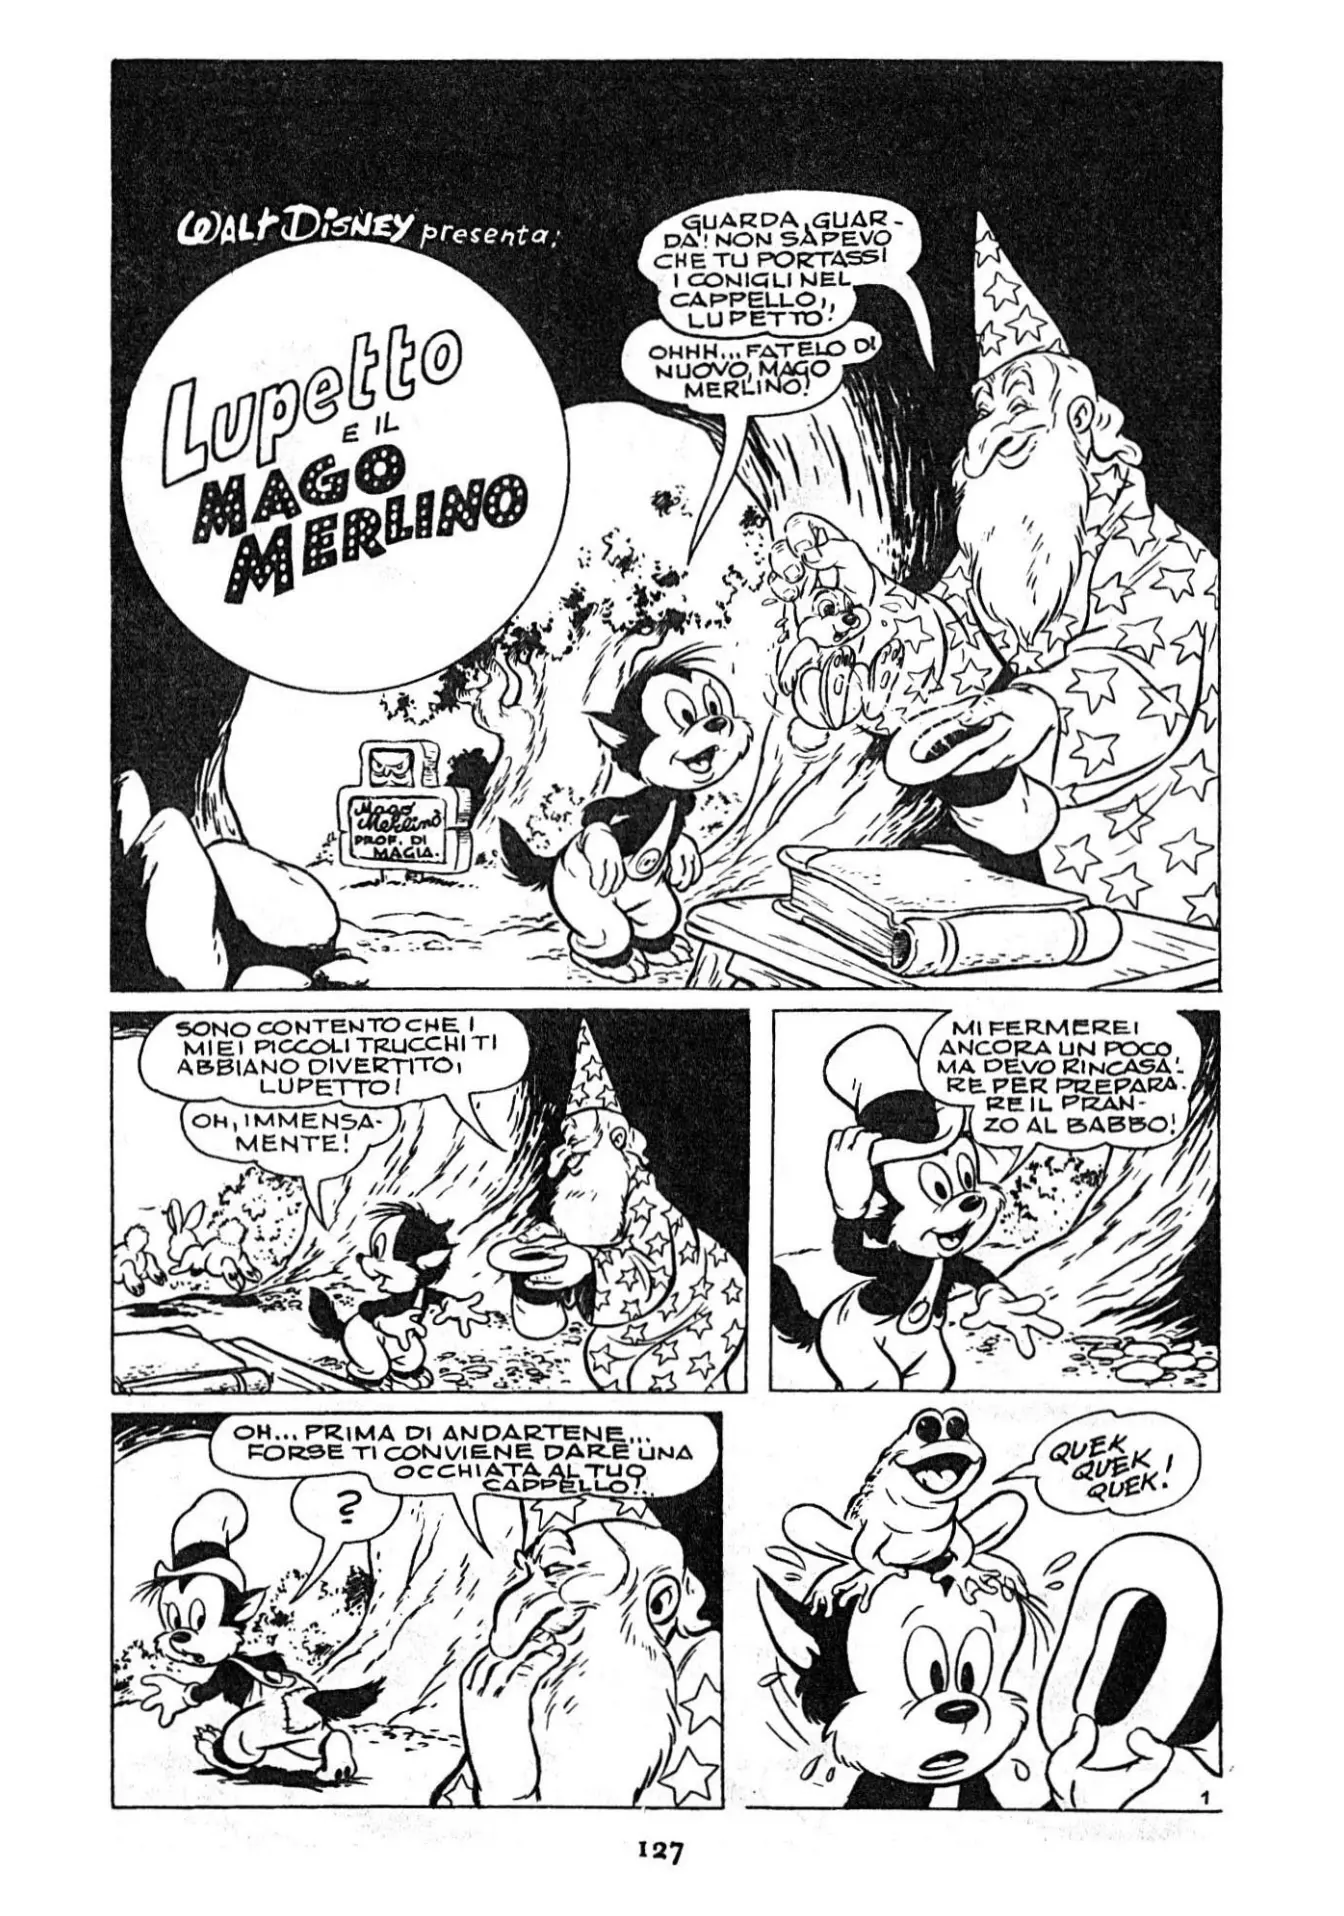 WALT DISNEY presenta:
LUPETTO
E IL
MAGO
MERLINO
GUARDA, GUAR-
DA! NON SAPEVO
CHE TU PORTASSI
I CONIGLI NEL
CAPPELLO,
LUPETTO!
OHHH... FATELO DI
NUOVO, MAGO
MERLINO!
Mago
Merlino
PROF. DI
MAGIA.
SONO CONTENTO CHE I
MIEI PICCOLI TRUCCHI TI
ABBIANO DIVERTITO,
LUPETTO!
OH, IMMENSA-
MENTE!
MI FERMEREI
ANCORA UN POCO
MA DEVO RINCASA-
RE PER PREPARA-
RE IL PRAN-
ZO AL BABBO!
OH... PRIMA DI ANDARTENE...
FORSE TI CONVIENE DARE UNA
OCCHIATA AL TUO
CAPPELLO!..
?
QUEK
QUEK
QUEK!
1
127